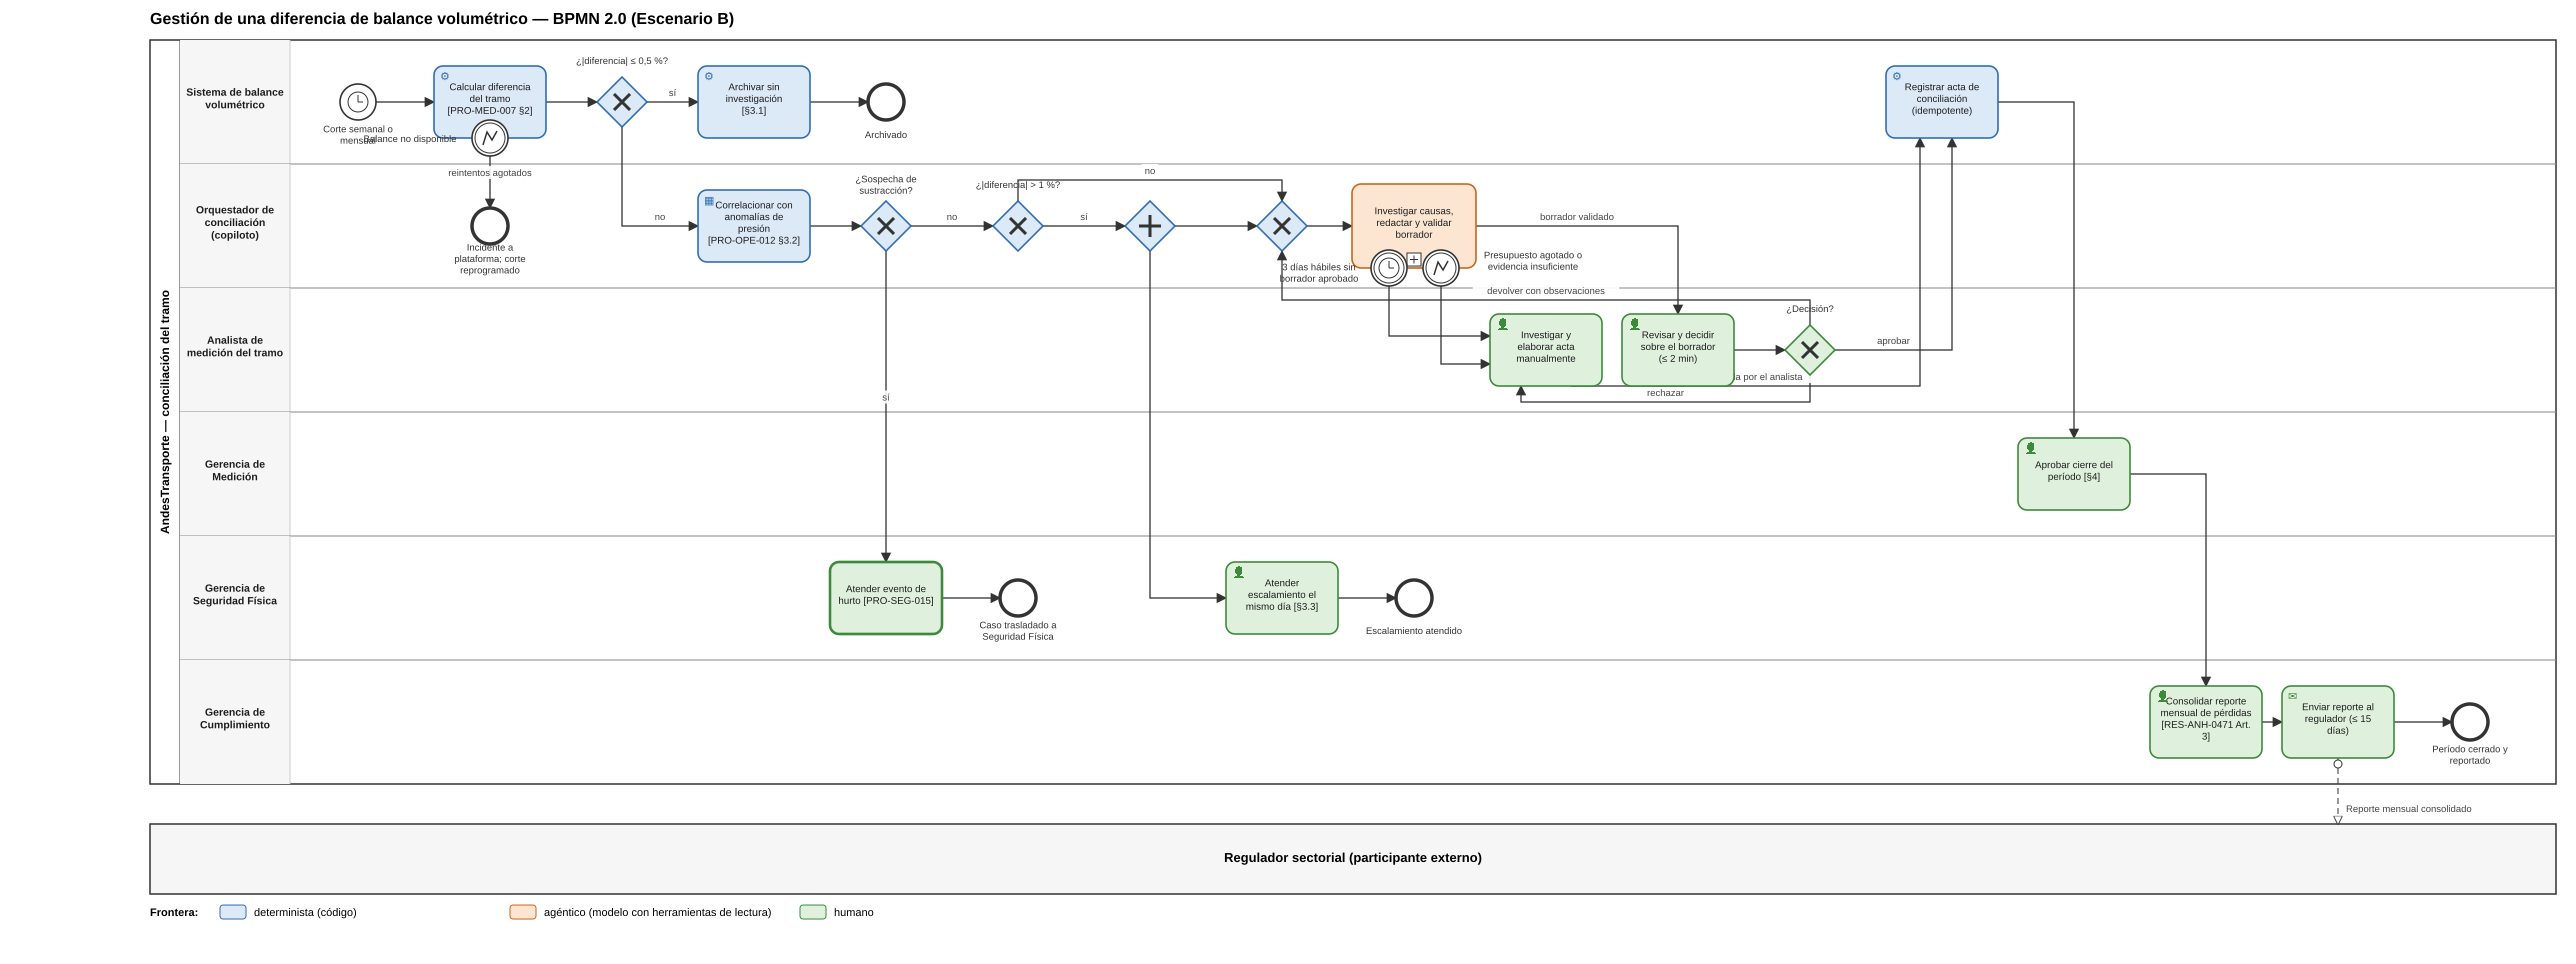 Gestión de una diferencia de balance volumétrico — BPMN 2.0 (Escenario B)
AndesTransporte — conciliación del tramo
Sistema de balance
volumétrico
Corte semanal o
mensual
Calcular diferencia
del tramo
[PRO-MED-007 §2]
Balance no disponible
¿|diferencia| ≤ 0,5 %?
sí
Archivar sin
investigación
[§3.1]
Archivado
Registrar acta de
conciliación
(idempotente)
reintentos agotados
Orquestador de
conciliación
(copiloto)
Incidente a
plataforma; corte
reprogramado
no
Correlacionar con
anomalías de
presión
[PRO-OPE-012 §3.2]
¿Sospecha de
sustracción?
no
¿|diferencia| > 1 %?
sí
no
Investigar causas,
redactar y validar
borrador
borrador validado
3 días hábiles sin
borrador aprobado
Presupuesto agotado o
evidencia insuficiente
devolver con observaciones
Analista de
medición del tramo
Investigar y
elaborar acta
manualmente
Revisar y decidir
sobre el borrador
(≤ 2 min)
¿Decisión?
aprobar
por el analista
rechazar
sí
Gerencia de
Medición
Aprobar cierre del
período [§4]
Gerencia de
Seguridad Física
Atender evento de
hurto [PRO-SEG-015]
Caso trasladado a
Seguridad Física
Atender
escalamiento el
mismo día [§3.3]
Escalamiento atendido
Gerencia de
Cumplimiento
Consolidar reporte
mensual de pérdidas
[RES-ANH-0471 Art.
3]
Enviar reporte al
regulador (≤ 15
días)
Período cerrado y
reportado
Reporte mensual consolidado
Regulador sectorial (participante externo)
Frontera:
determinista (código)
agéntico (modelo con herramientas de lectura)
humano